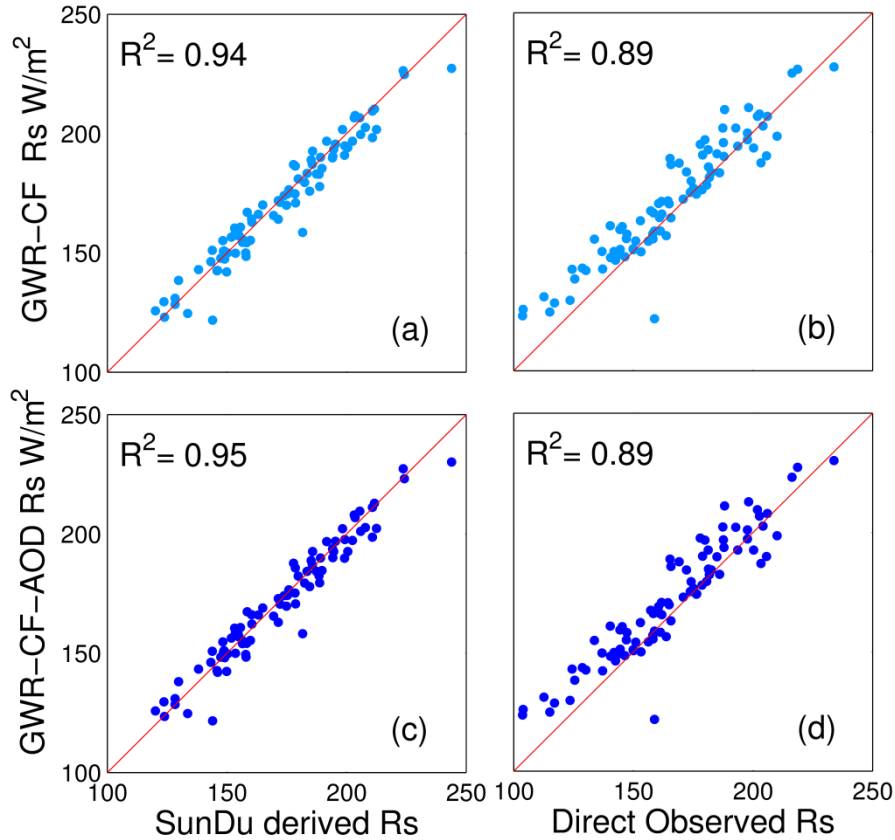 250
200
150
100
GWR-CF Rs W/m²
R²= 0.94
(a)
250
R²= 0.89
(b)
250
200
150
100
GWR-CF-AOD Rs W/m²
R²= 0.95
(c)
R²= 0.89
(d)
100 150 200 250
100 150 200 250
SunDu derived Rs
Direct Observed Rs